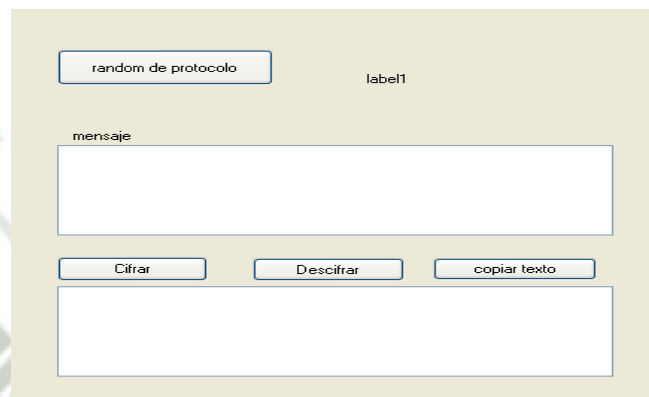 random de protocolo
label1
mensaje
Cifrar
Descifrar
copiar texto